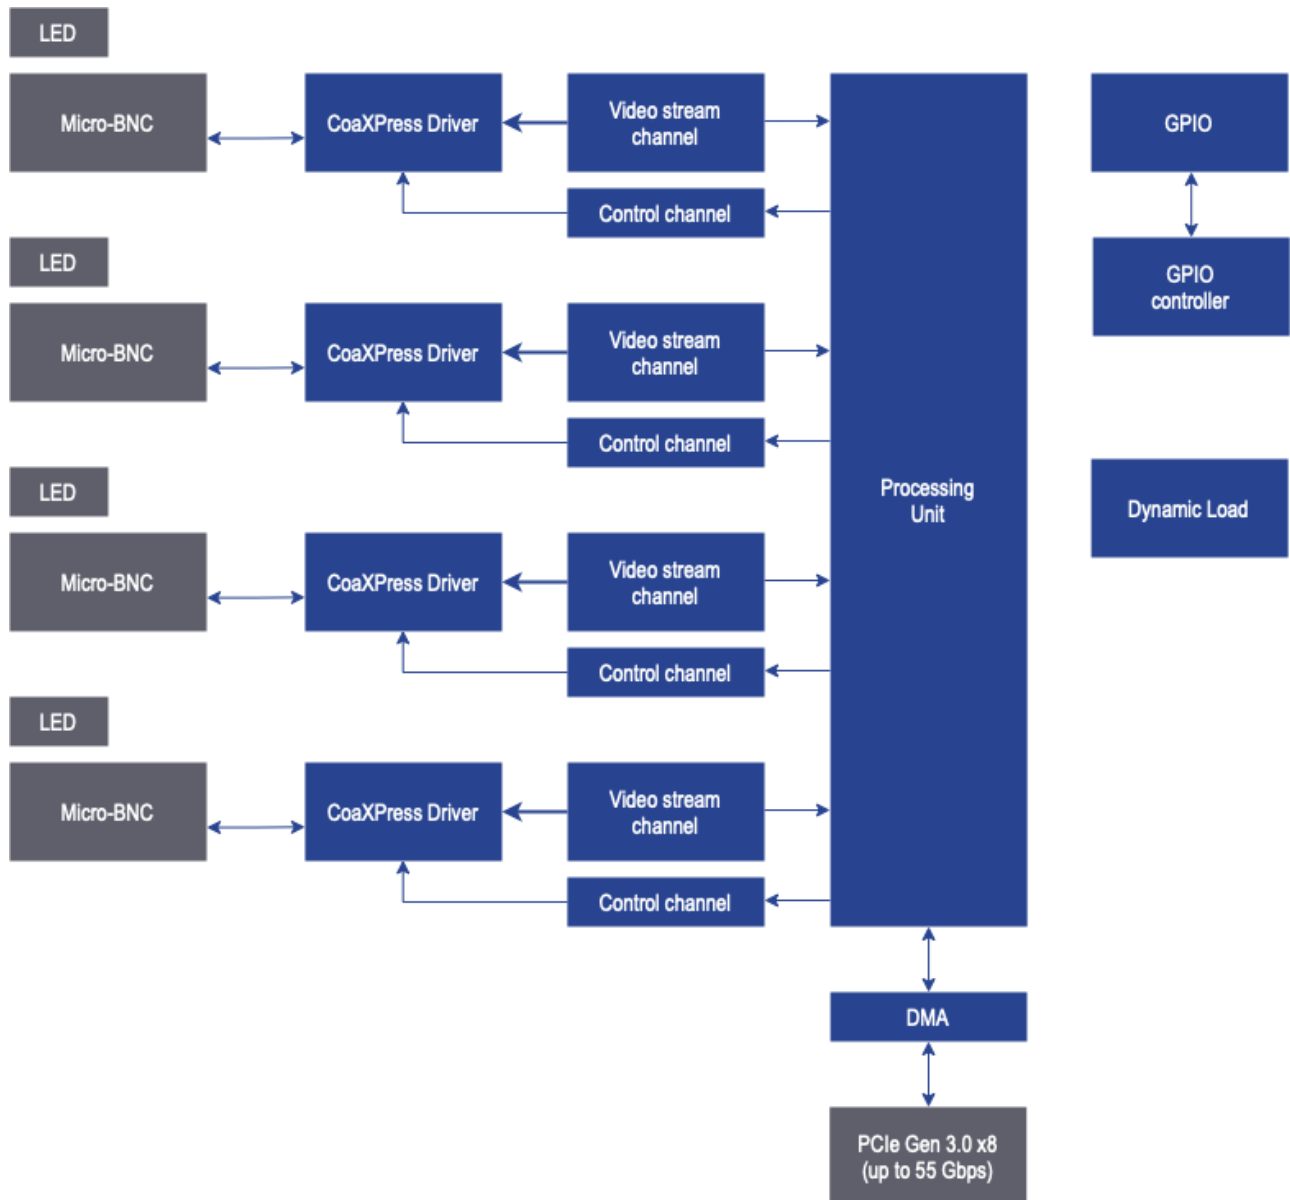 LED
Micro-BNC
CoaXPress Driver
Video stream
channel
Control channel
LED
Micro-BNC
CoaXPress Driver
Video stream
channel
Control channel
LED
Micro-BNC
CoaXPress Driver
Video stream
channel
Control channel
LED
Micro-BNC
CoaXPress Driver
Video stream
channel
Control channel
Processing
Unit
GPIO
GPIO
controller
Dynamic Load
DMA
PCIe Gen 3.0 x8
(up to 55 Gbps)